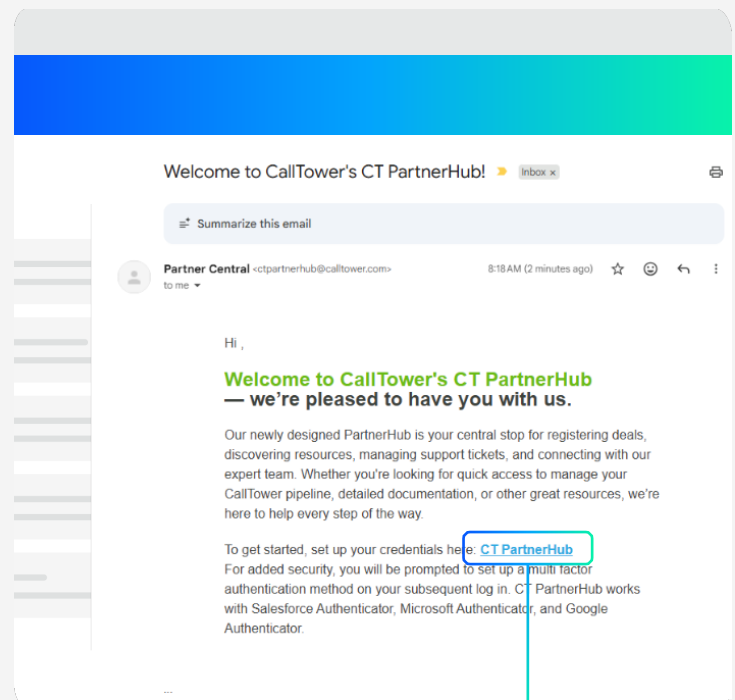 Welcome to CallTower's CT PartnerHub! Inbox x
Summarize this email
Partner Central <ctpartnerhub@calltower.com> 8:18 AM (2 minutes ago)
to me
Hi ,
Welcome to CallTower's CT PartnerHub
— we're pleased to have you with us.
Our newly designed PartnerHub is your central stop for registering deals,
discovering resources, managing support tickets, and connecting with our
expert team. Whether you're looking for quick access to manage your
CallTower pipeline, detailed documentation, or other great resources, we're
here to help every step of the way.
To get started, set up your credentials here: CT PartnerHub
For added security, you will be prompted to set up a multi factor
authentication method on your subsequent log in. CT PartnerHub works
with Salesforce Authenticator, Microsoft Authenticator, and Google
Authenticator.
...